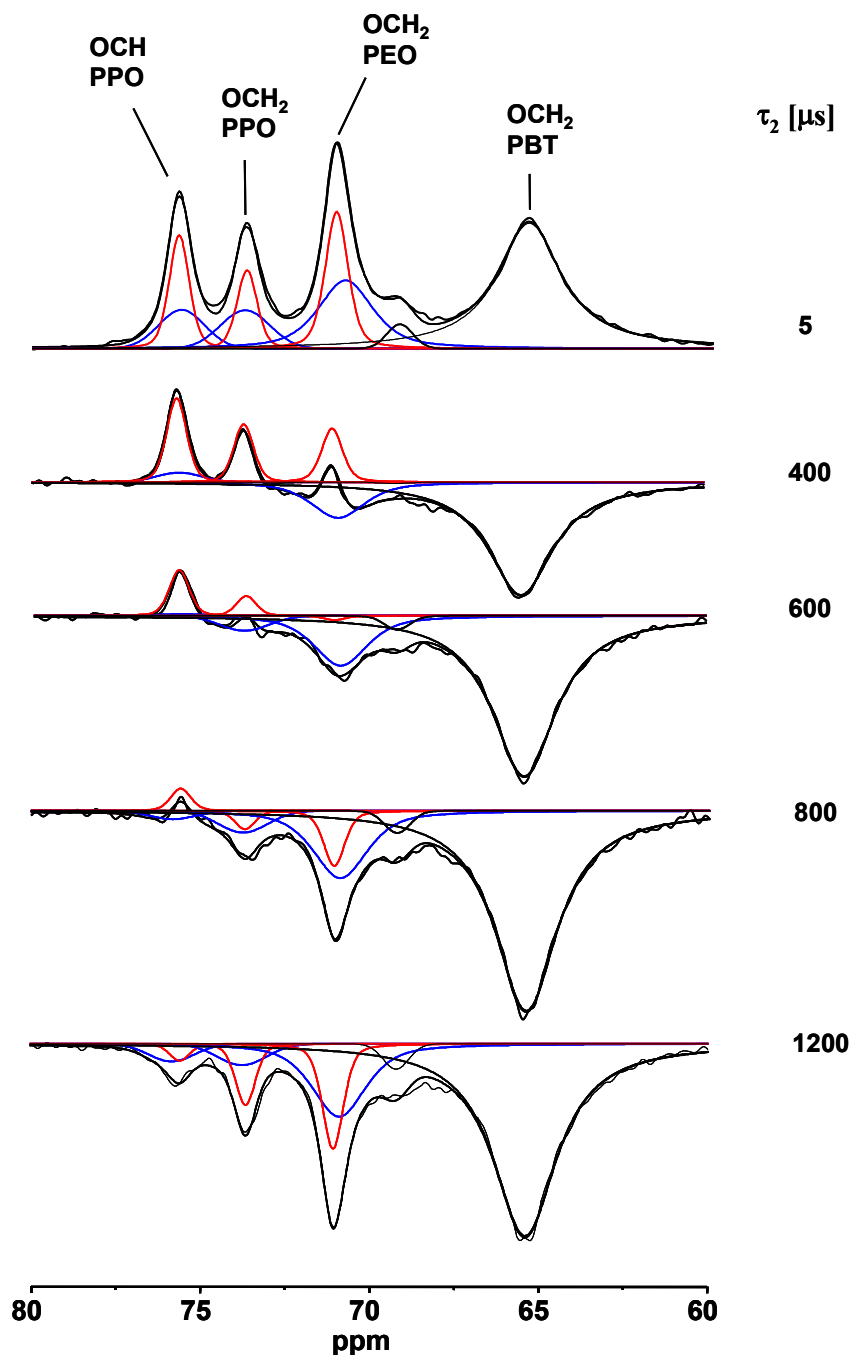 OCH
PPO
OCH₂
PPO
OCH₂
PEO
OCH₂
PBT
τ₂ [µs]
5
400
600
800
1200
80 75 70 65 60
ppm